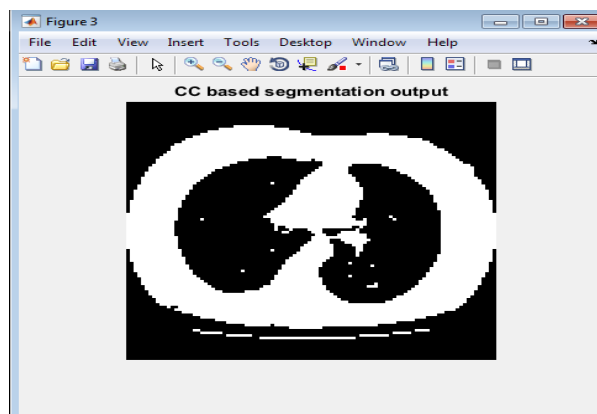 Figure 3
File Edit View Insert Tools Desktop Window Help
CC based segmentation output